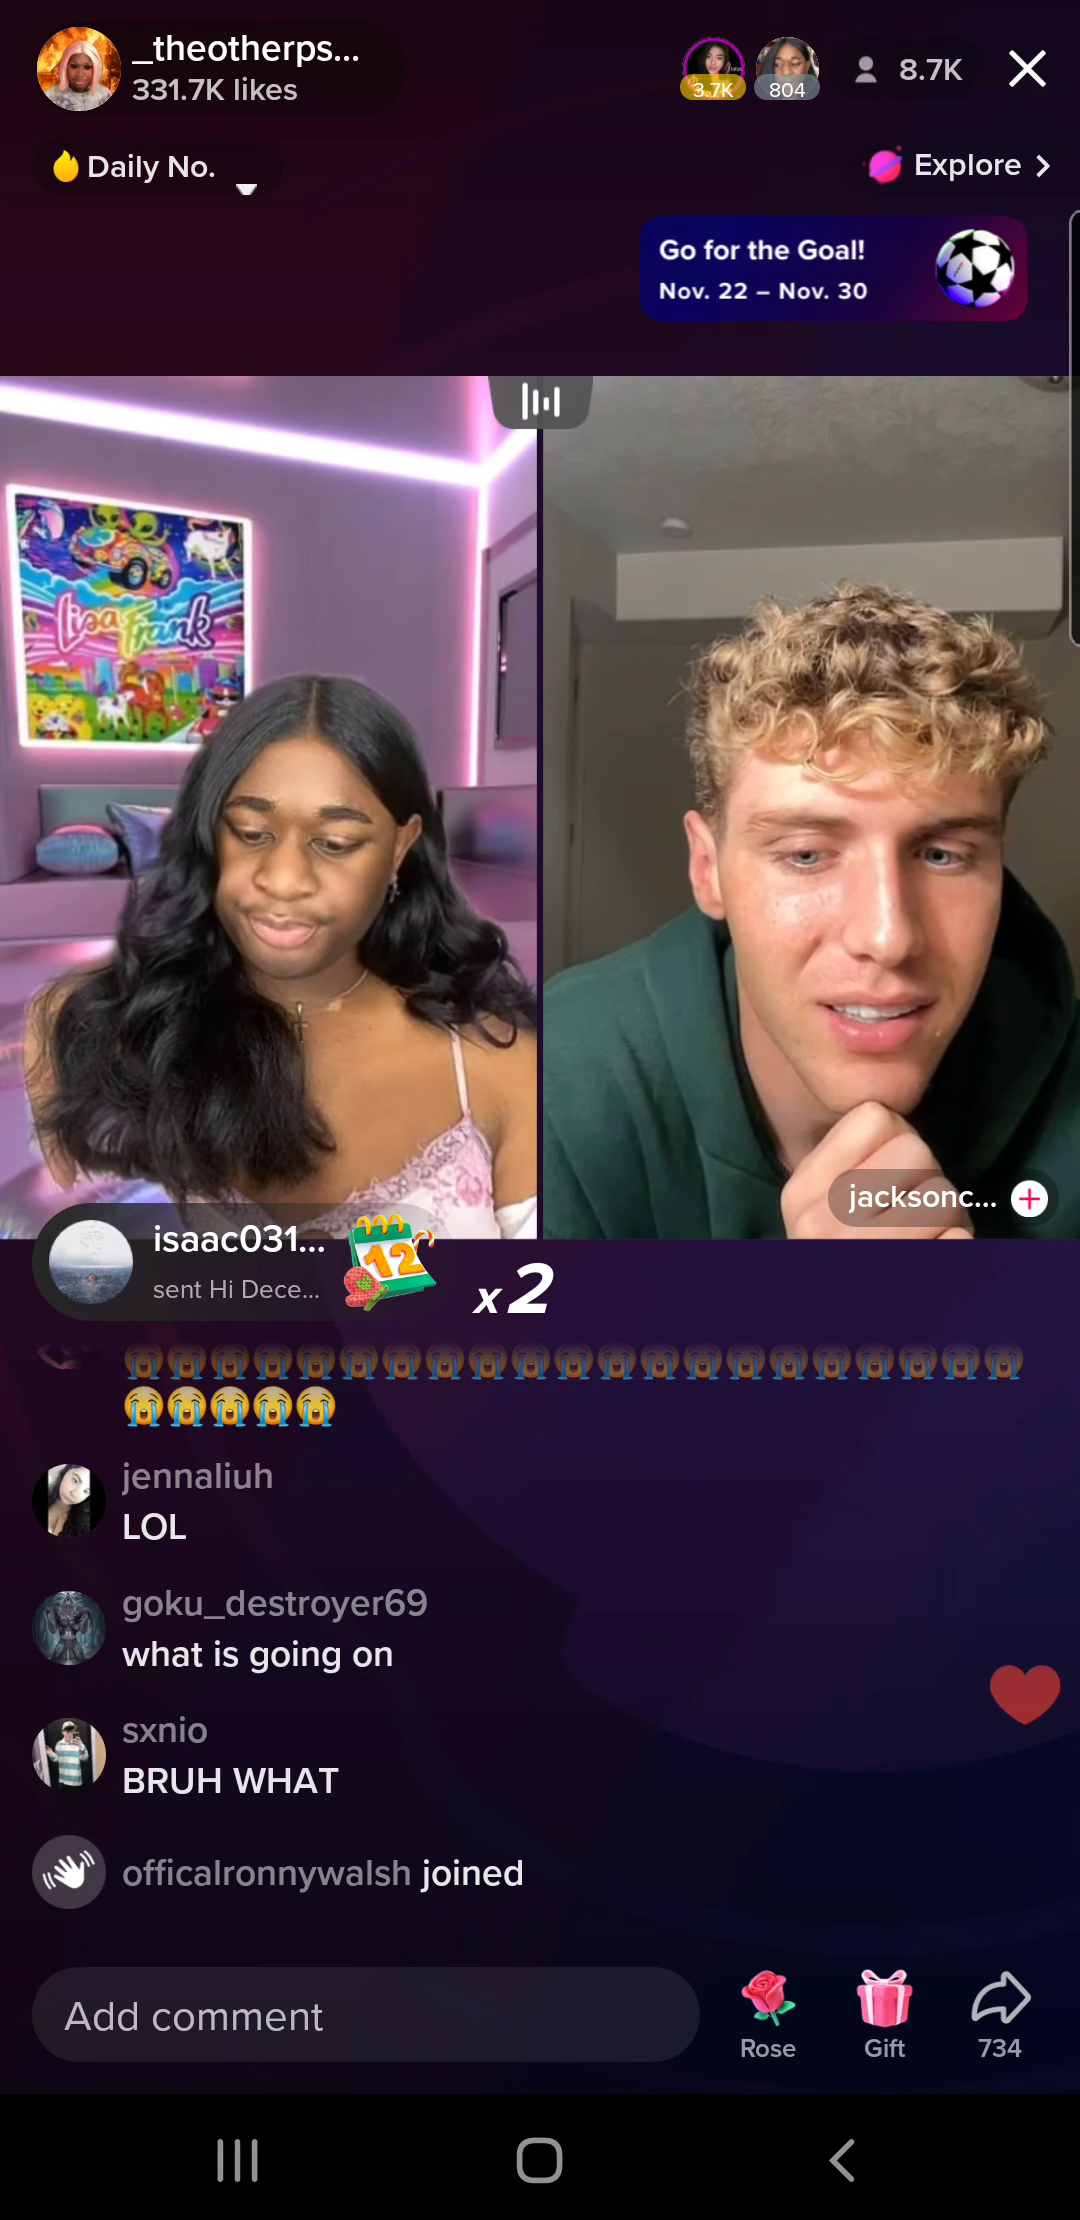 _theotherps...
331.7K likes
3.7K
804
8.7K
Daily No.
Explore
Go for the Goal!
Nov. 22 – Nov. 30
Lisa Frank
jacksonc...
isaac031...
sent Hi Dece...
12
x2
😭😭😭😭😭😭😭😭😭😭😭😭😭😭😭😭😭😭😭😭😭
😭😭😭😭😭
jennaliuh
LOL
goku_destroyer69
what is going on
sxnio
BRUH WHAT
officalronnywalsh joined
Add comment
Rose
Gift
734